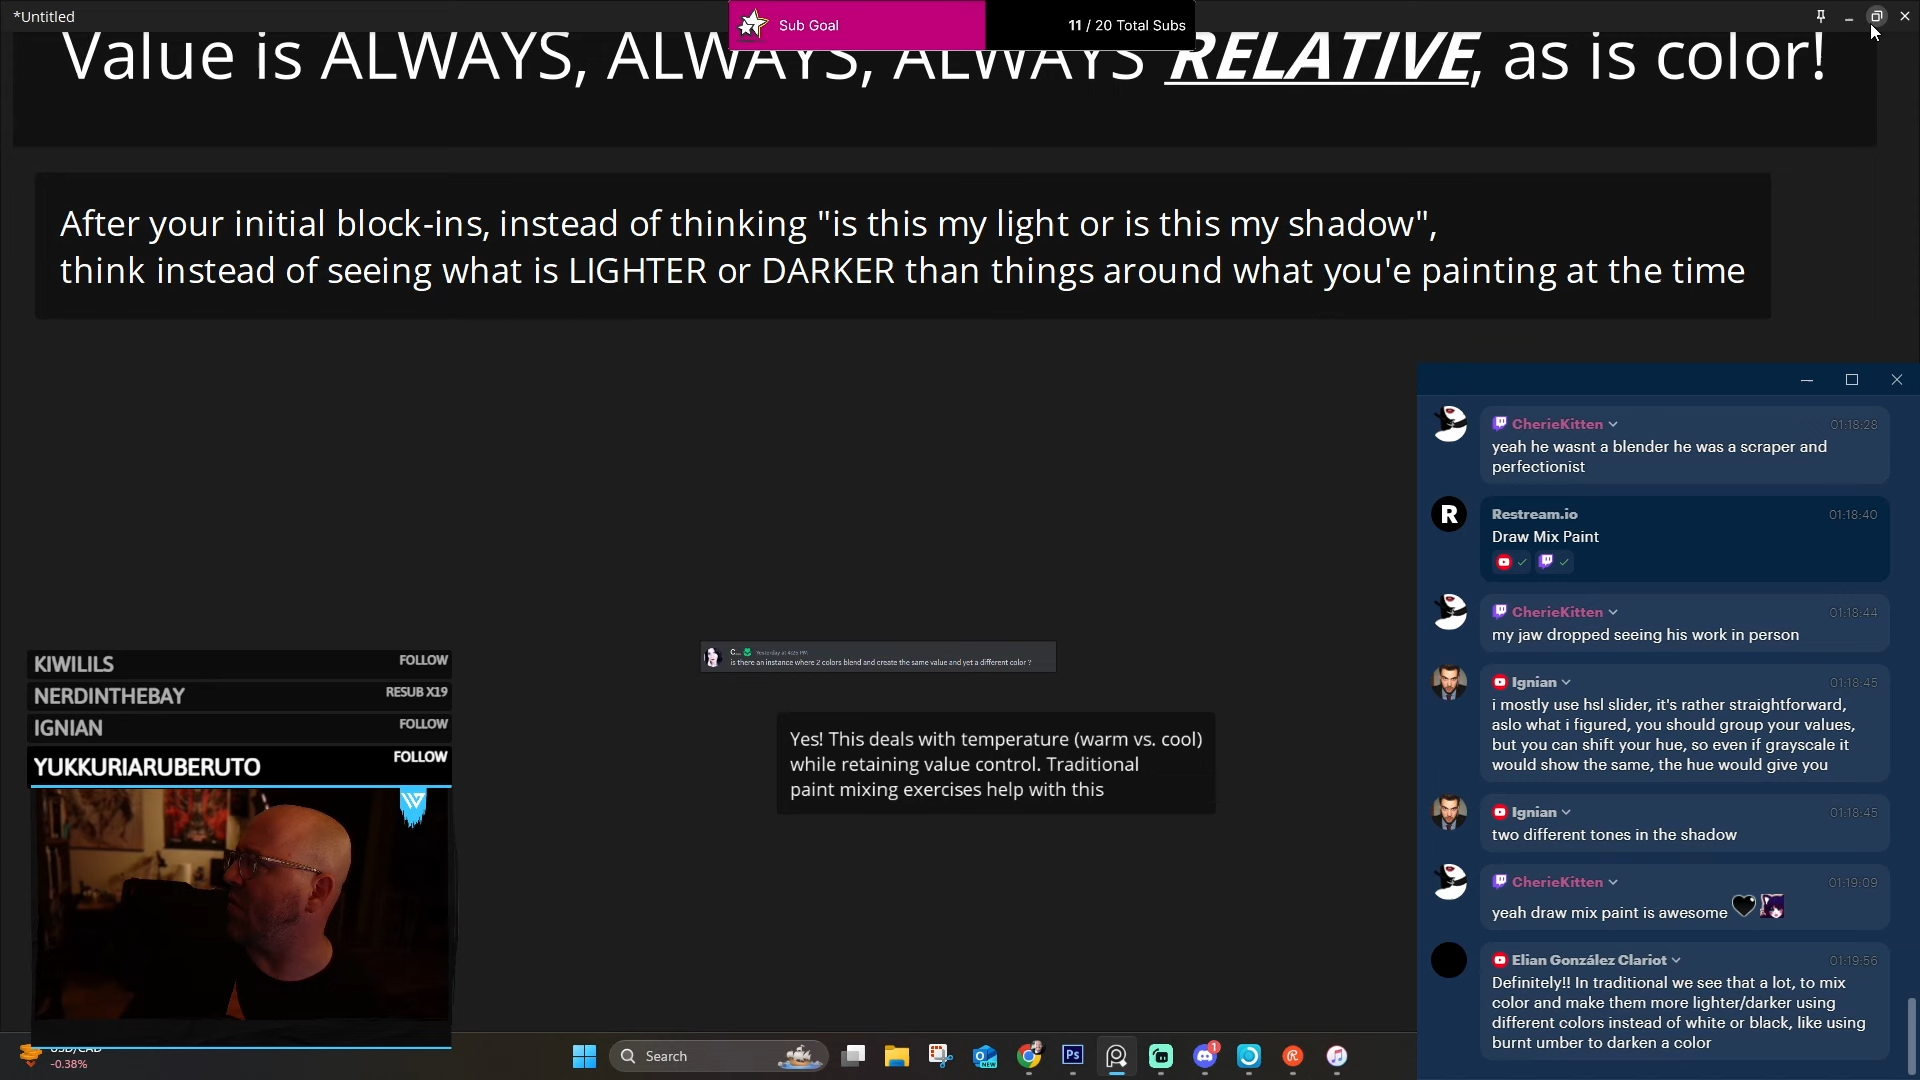 *Untitled
Sub Goal
11 / 20 Total Subs
Value is ALWAYS, ALWAYS, ALWAYS RELATIVE, as is color!
After your initial block-ins, instead of thinking "is this my light or is this my shadow",
think instead of seeing what is LIGHTER or DARKER than things around what you'e painting at the time
C... Yesterday at 4:25 PM
is there an instance where 2 colors blend and create the same value and yet a different color ?
Yes! This deals with temperature (warm vs. cool)
while retaining value control. Traditional
paint mixing exercises help with this
KIWILILS FOLLOW
NERDINTHEBAY RESUB X19
IGNIAN FOLLOW
YUKKURIARUBERUTO FOLLOW
CherieKitten 01:18:28
yeah he wasnt a blender he was a scraper and
perfectionist
R
Restream.io 01:18:40
Draw Mix Paint
CherieKitten 01:18:44
my jaw dropped seeing his work in person
Ignian 01:18:45
i mostly use hsl slider, it's rather straightforward,
aslo what i figured, you should group your values,
but you can shift your hue, so even if grayscale it
would show the same, the hue would give you
Ignian 01:18:45
two different tones in the shadow
CherieKitten 01:19:09
yeah draw mix paint is awesome
Elian González Clariot 01:19:56
Definitely!! In traditional we see that a lot, to mix
color and make them more lighter/darker using
different colors instead of white or black, like using
burnt umber to darken a color
USD/CAD
-0.38%
Search
NEW
Ps
1